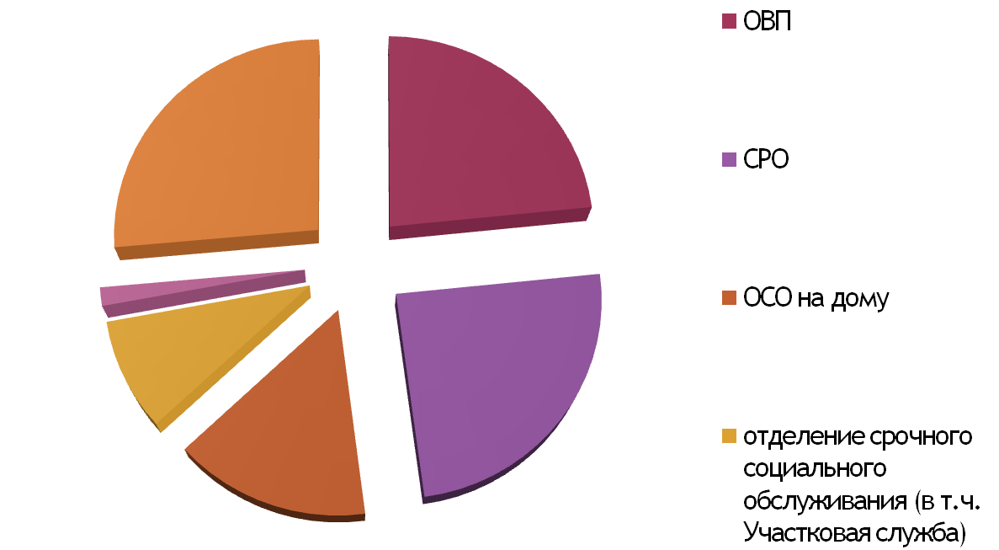 ОВП
СРО
ОСО на дому
отделение срочного
социального
обслуживания (в т.ч.
Участковая служба)